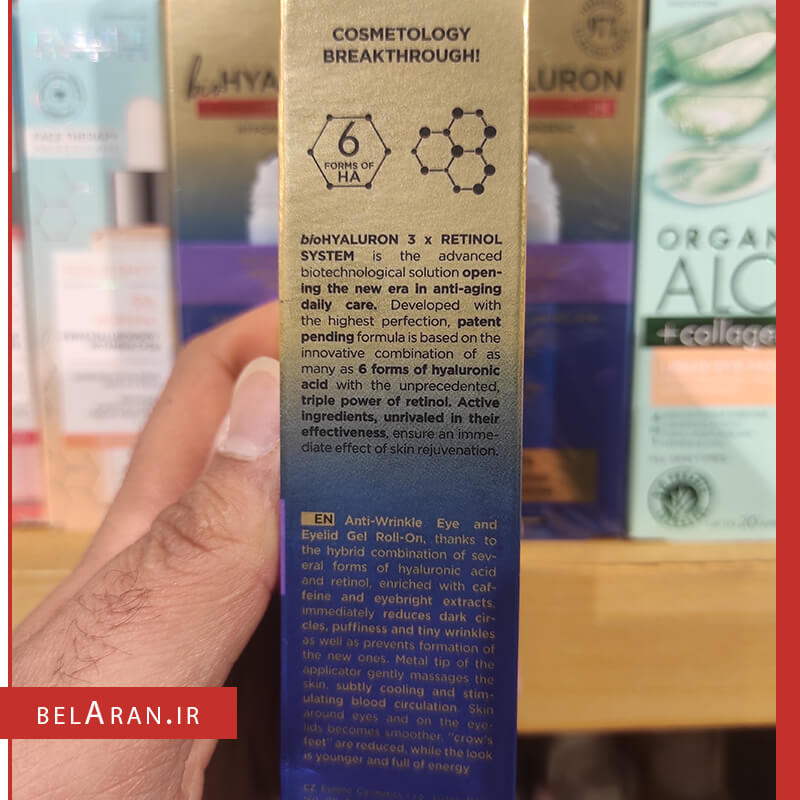 COSMETOLOGY
BREAKTHROUGH!
6
FORMS OF
HA
bioHYALURON 3 x RETINOL
SYSTEM is the advanced
biotechnological solution open-
ing the new era in anti-aging
daily care. Developed with
the highest perfection, patent
pending formula is based on the
innovative combination of as
many as 6 forms of hyaluronic
acid with the unprecedented,
triple power of retinol. Active
ingredients, unrivaled in their
effectiveness, ensure an imme-
diate effect of skin rejuvenation.
EN Anti-Wrinkle Eye and
Eyelid Gel Roll-On, thanks to
the hybrid combination of sev-
eral forms of hyaluronic acid
and retinol, enriched with caf-
feine and eyebright extracts,
immediately reduces dark cir-
cles, puffiness and tiny wrinkles
as well as prevents formation of
the new ones. Metal tip of the
applicator gently massages the
skin, subtly cooling and stim-
ulating blood circulation. Skin
around eyes and on the eye-
lids becomes smoother, "crow's
feet" are reduced, while the look
is younger and full of energy
bioHYA
LURON
97%
FACE THERAPY
ORGAN
ALO
+collage
BELARAN.IR